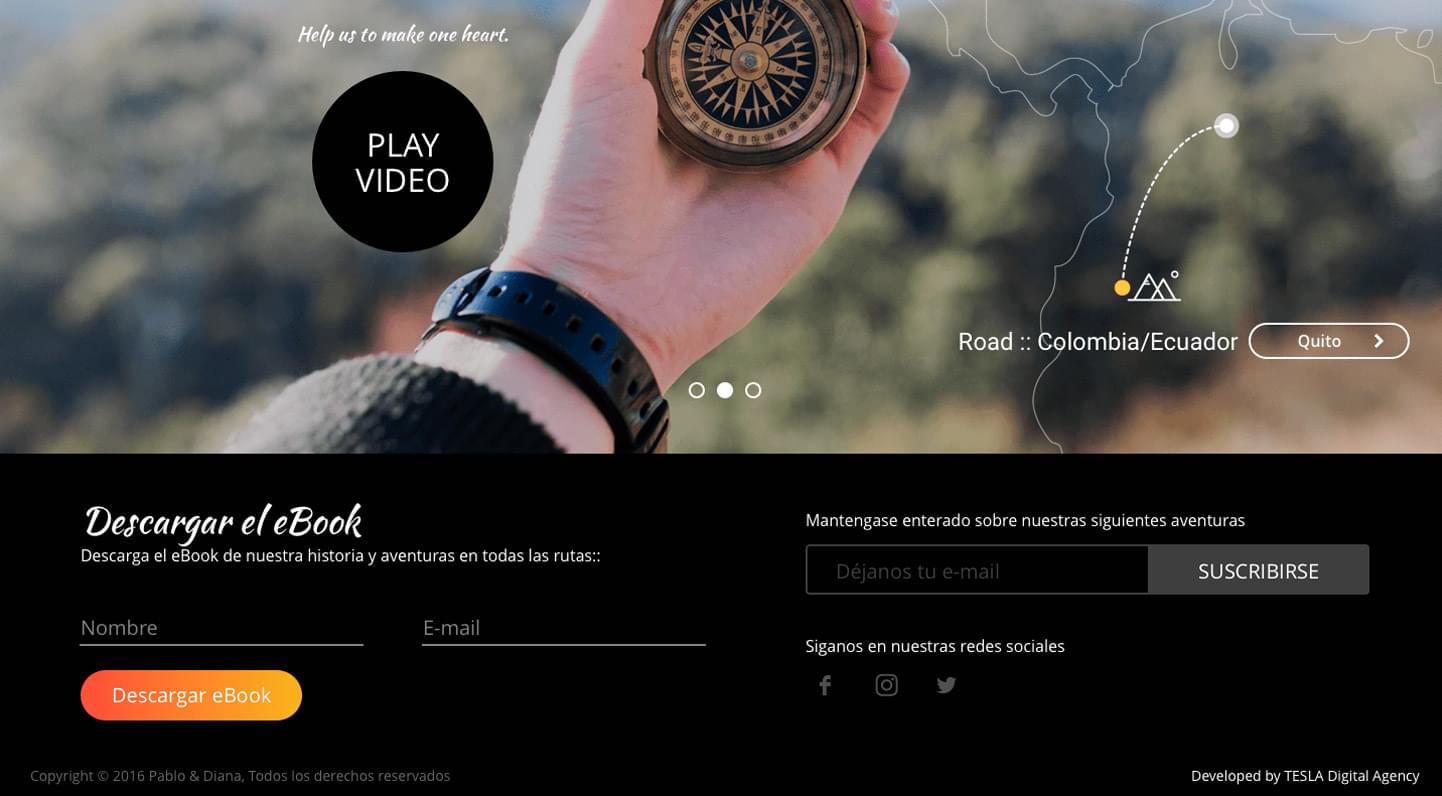 Help us to make one heart.
PLAY
VIDEO
Road :: Colombia/Ecuador
Quito
Descargar el eBook
Descarga el eBook de nuestra historia y aventuras en todas las rutas::
Nombre
E-mail
Descargar eBook
Mantengase enterado sobre nuestras siguientes aventuras
Déjanos tu e-mail
SUSCRIBIRSE
Siganos en nuestras redes sociales
Copyright © 2016 Pablo & Diana, Todos los derechos reservados
Developed by TESLA Digital Agency